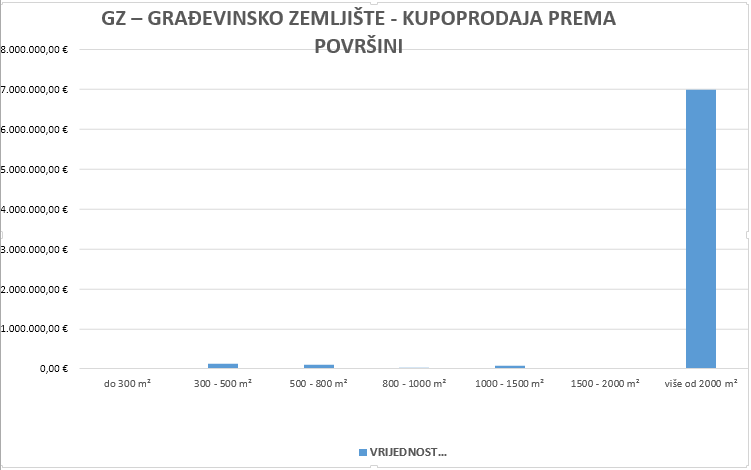 GZ – GRAĐEVINSKO ZEMLJIŠTE - KUPOPRODAJA PREMA
POVRŠINI
8.000.000,00 €
7.000.000,00 €
6.000.000,00 €
5.000.000,00 €
4.000.000,00 €
3.000.000,00 €
2.000.000,00 €
1.000.000,00 €
0,00 €
do 300 m²
300 - 500 m²
500 - 800 m²
800 - 1000 m²
1000 - 1500 m²
1500 - 2000 m²
više od 2000 m²
VRIJEDNOST...